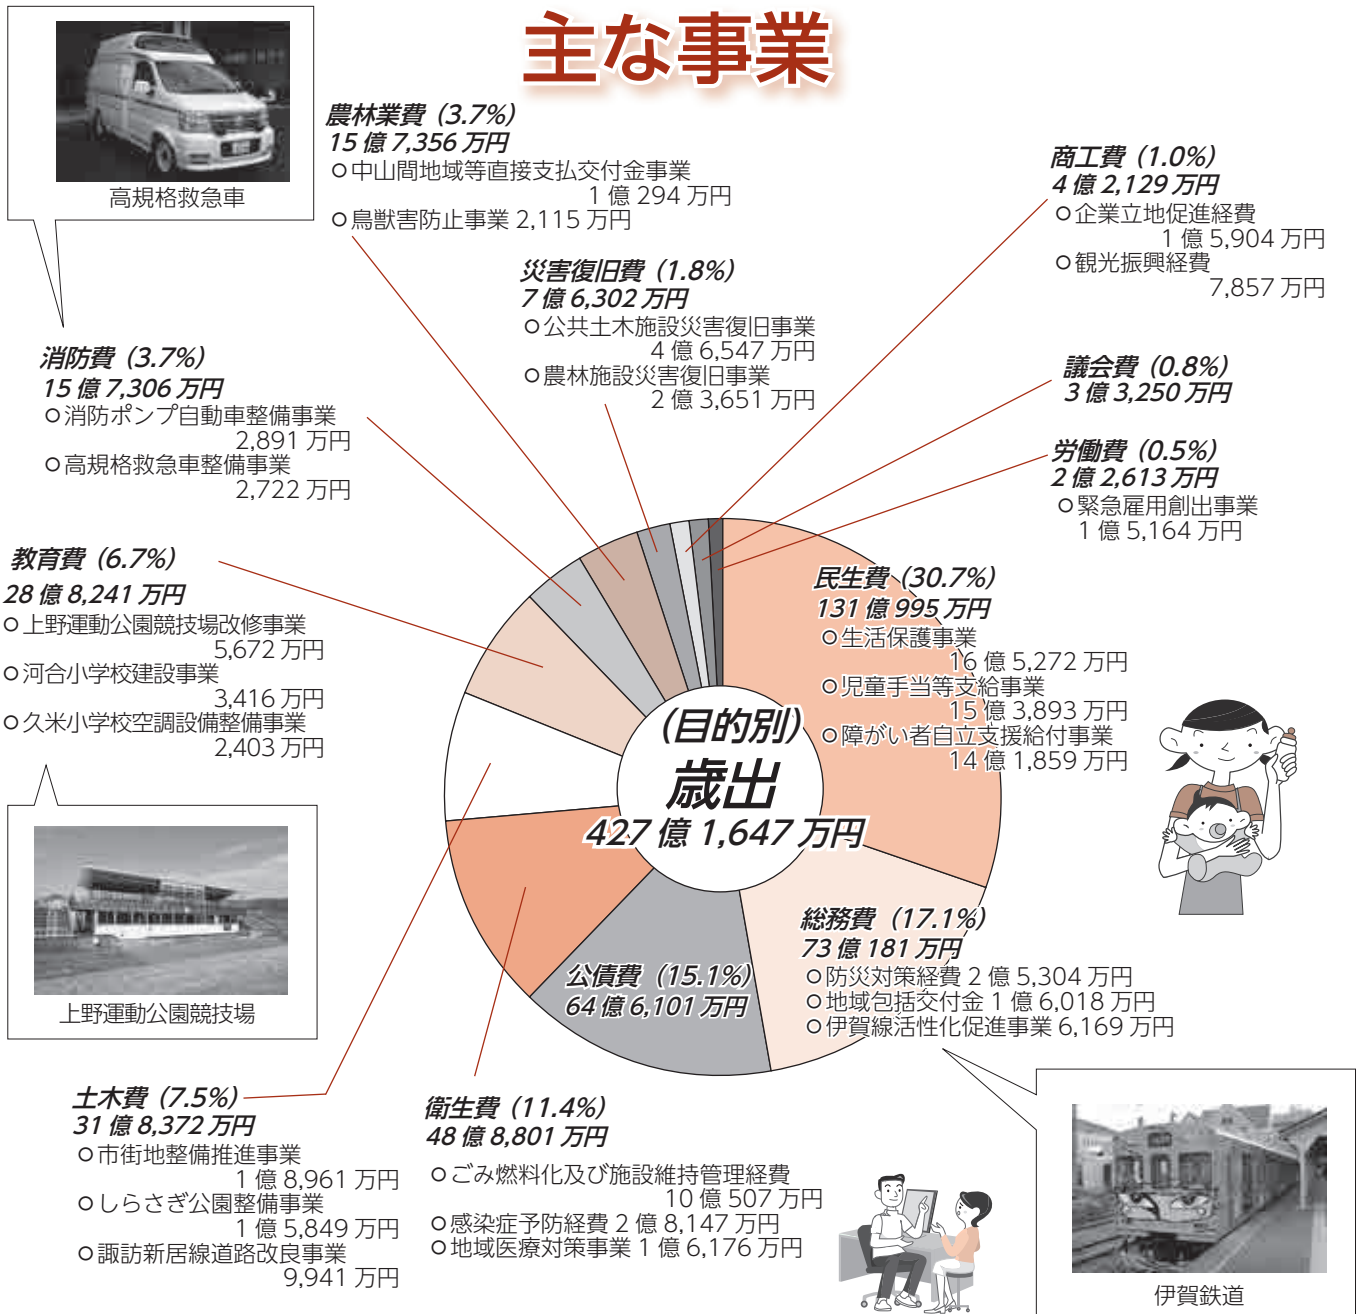 主な事業
高規格救急車
農林業費 (3.7%)
15 億 7,356 万円
○中山間地域等直接支払交付金事業
1 億 294 万円
○鳥獣害防止事業 2,115 万円
商工費 (1.0%)
4 億 2,129 万円
○企業立地促進経費
1 億 5,904 万円
○観光振興経費
7,857 万円
災害復旧費 (1.8%)
7 億 6,302 万円
○公共土木施設災害復旧事業
4 億 6,547 万円
○農林施設災害復旧事業
2 億 3,651 万円
消防費 (3.7%)
15 億 7,306 万円
○消防ポンプ自動車整備事業
2,891 万円
○高規格救急車整備事業
2,722 万円
議会費 (0.8%)
3 億 3,250 万円
労働費 (0.5%)
2 億 2,613 万円
○緊急雇用創出事業
1 億 5,164 万円
教育費 (6.7%)
28 億 8,241 万円
○上野運動公園競技場改修事業
5,672 万円
○河合小学校建設事業
3,416 万円
○久米小学校空調設備整備事業
2,403 万円
民生費 (30.7%)
131 億 995 万円
○生活保護事業
16 億 5,272 万円
○児童手当等支給事業
15 億 3,893 万円
○障がい者自立支援給付事業
14 億 1,859 万円
(目的別)
歳出
427 億 1,647 万円
上野運動公園競技場
総務費 (17.1%)
73 億 181 万円
○防災対策経費 2 億 5,304 万円
○地域包括交付金 1 億 6,018 万円
○伊賀線活性化促進事業 6,169 万円
公債費 (15.1%)
64 億 6,101 万円
土木費 (7.5%)
31 億 8,372 万円
○市街地整備推進事業
1 億 8,961 万円
○しらさぎ公園整備事業
1 億 5,849 万円
○諏訪新居線道路改良事業
9,941 万円
衛生費 (11.4%)
48 億 8,801 万円
○ごみ燃料化及び施設維持管理経費
10 億 507 万円
○感染症予防経費 2 億 8,147 万円
○地域医療対策事業 1 億 6,176 万円
伊賀鉄道